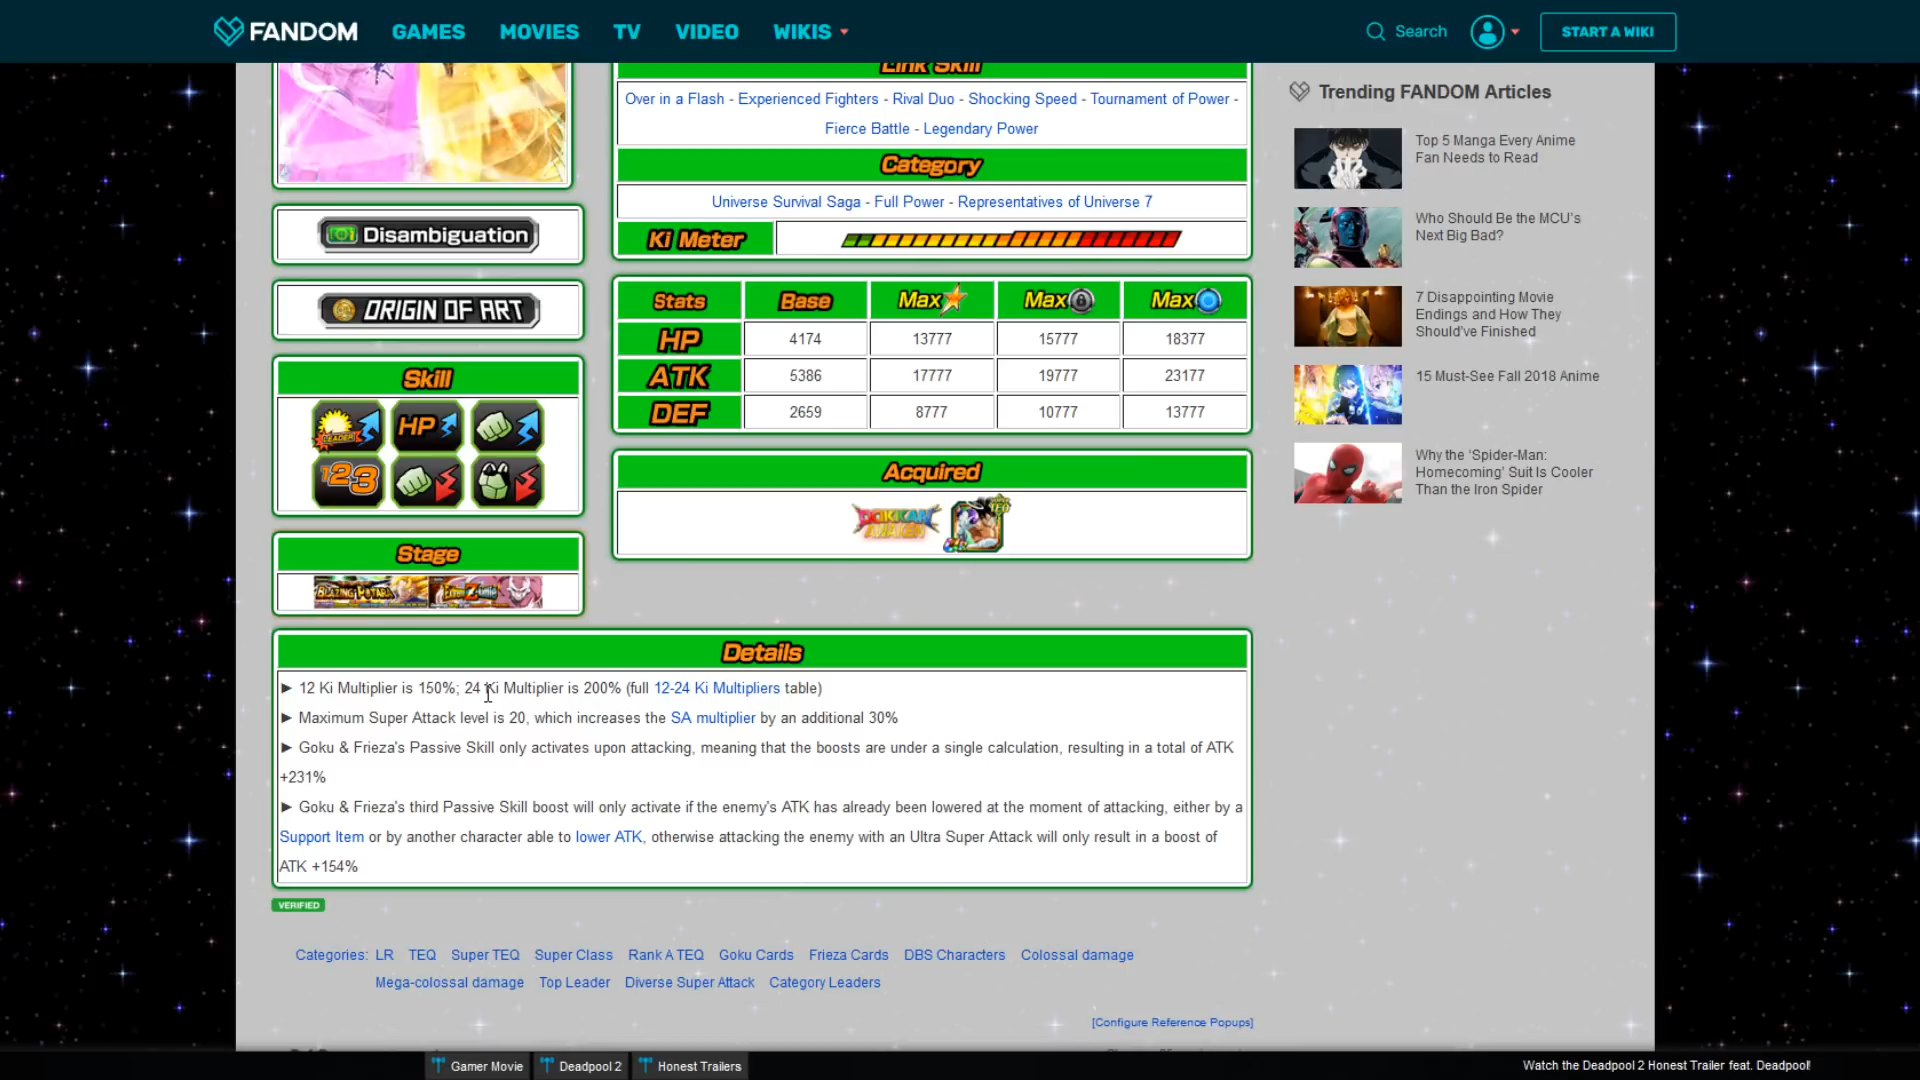 FANDOM GAMES MOVIES TV VIDEO WIKIS Search START A WIKI
Link Skill
Over in a Flash - Experienced Fighters - Rival Duo - Shocking Speed - Tournament of Power -
Fierce Battle - Legendary Power
Category
Universe Survival Saga - Full Power - Representatives of Universe 7
Ki Meter
Disambiguation
ORIGIN OF ART
Skill
LEADER HP
123
Stage
BLAZING POTARA Extreme Z-Battle
Stats Base Max Max Max
HP 4174 13777 15777 18377
ATK 5386 17777 19777 23177
DEF 2659 8777 10777 13777
Acquired
DOKKAN AWAKEN TEQ
Details
► 12 Ki Multiplier is 150%; 24 Ki Multiplier is 200% (full 12-24 Ki Multipliers table)
► Maximum Super Attack level is 20, which increases the SA multiplier by an additional 30%
► Goku & Frieza's Passive Skill only activates upon attacking, meaning that the boosts are under a single calculation, resulting in a total of ATK
+231%
► Goku & Frieza's third Passive Skill boost will only activate if the enemy's ATK has already been lowered at the moment of attacking, either by a
Support Item or by another character able to lower ATK, otherwise attacking the enemy with an Ultra Super Attack will only result in a boost of
ATK +154%
VERIFIED
Categories: LR TEQ Super TEQ Super Class Rank A TEQ Goku Cards Frieza Cards DBS Characters Colossal damage
Mega-colossal damage Top Leader Diverse Super Attack Category Leaders
[Configure Reference Popups]
Trending FANDOM Articles
Top 5 Manga Every Anime
Fan Needs to Read
Who Should Be the MCU's
Next Big Bad?
7 Disappointing Movie
Endings and How They
Should've Finished
15 Must-See Fall 2018 Anime
Why the 'Spider-Man:
Homecoming' Suit Is Cooler
Than the Iron Spider
Gamer Movie Deadpool 2 Honest Trailers Watch the Deadpool 2 Honest Trailer feat. Deadpool!